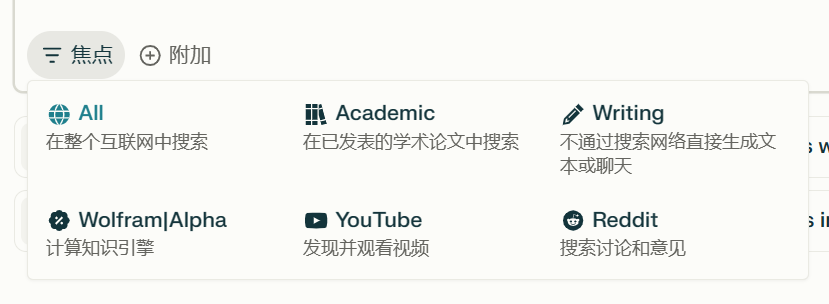 焦点 附加
All Academic Writing
在整个互联网中搜索 在已发表的学术论文中搜索 不通过搜索网络直接生成文
本或聊天
Wolfram|Alpha YouTube Reddit
计算知识引擎 发现并观看视频 搜索讨论和意见